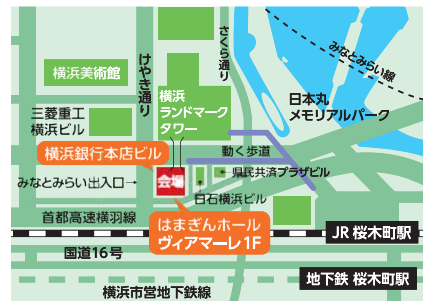 さくら通り
けやき通り
みなとみらい線
横浜美術館
横浜
ランドマーク
タワー
日本丸
メモリアルパーク
三菱重工
横浜ビル
横浜銀行本店ビル
動く歩道
県民共済プラザビル
みなとみらい出入口→
会場
日石横浜ビル
首都高速横羽線
はまぎんホール
ヴィアマーレ1F
JR 桜木町駅
国道16号
地下鉄 桜木町駅
横浜市営地下鉄線